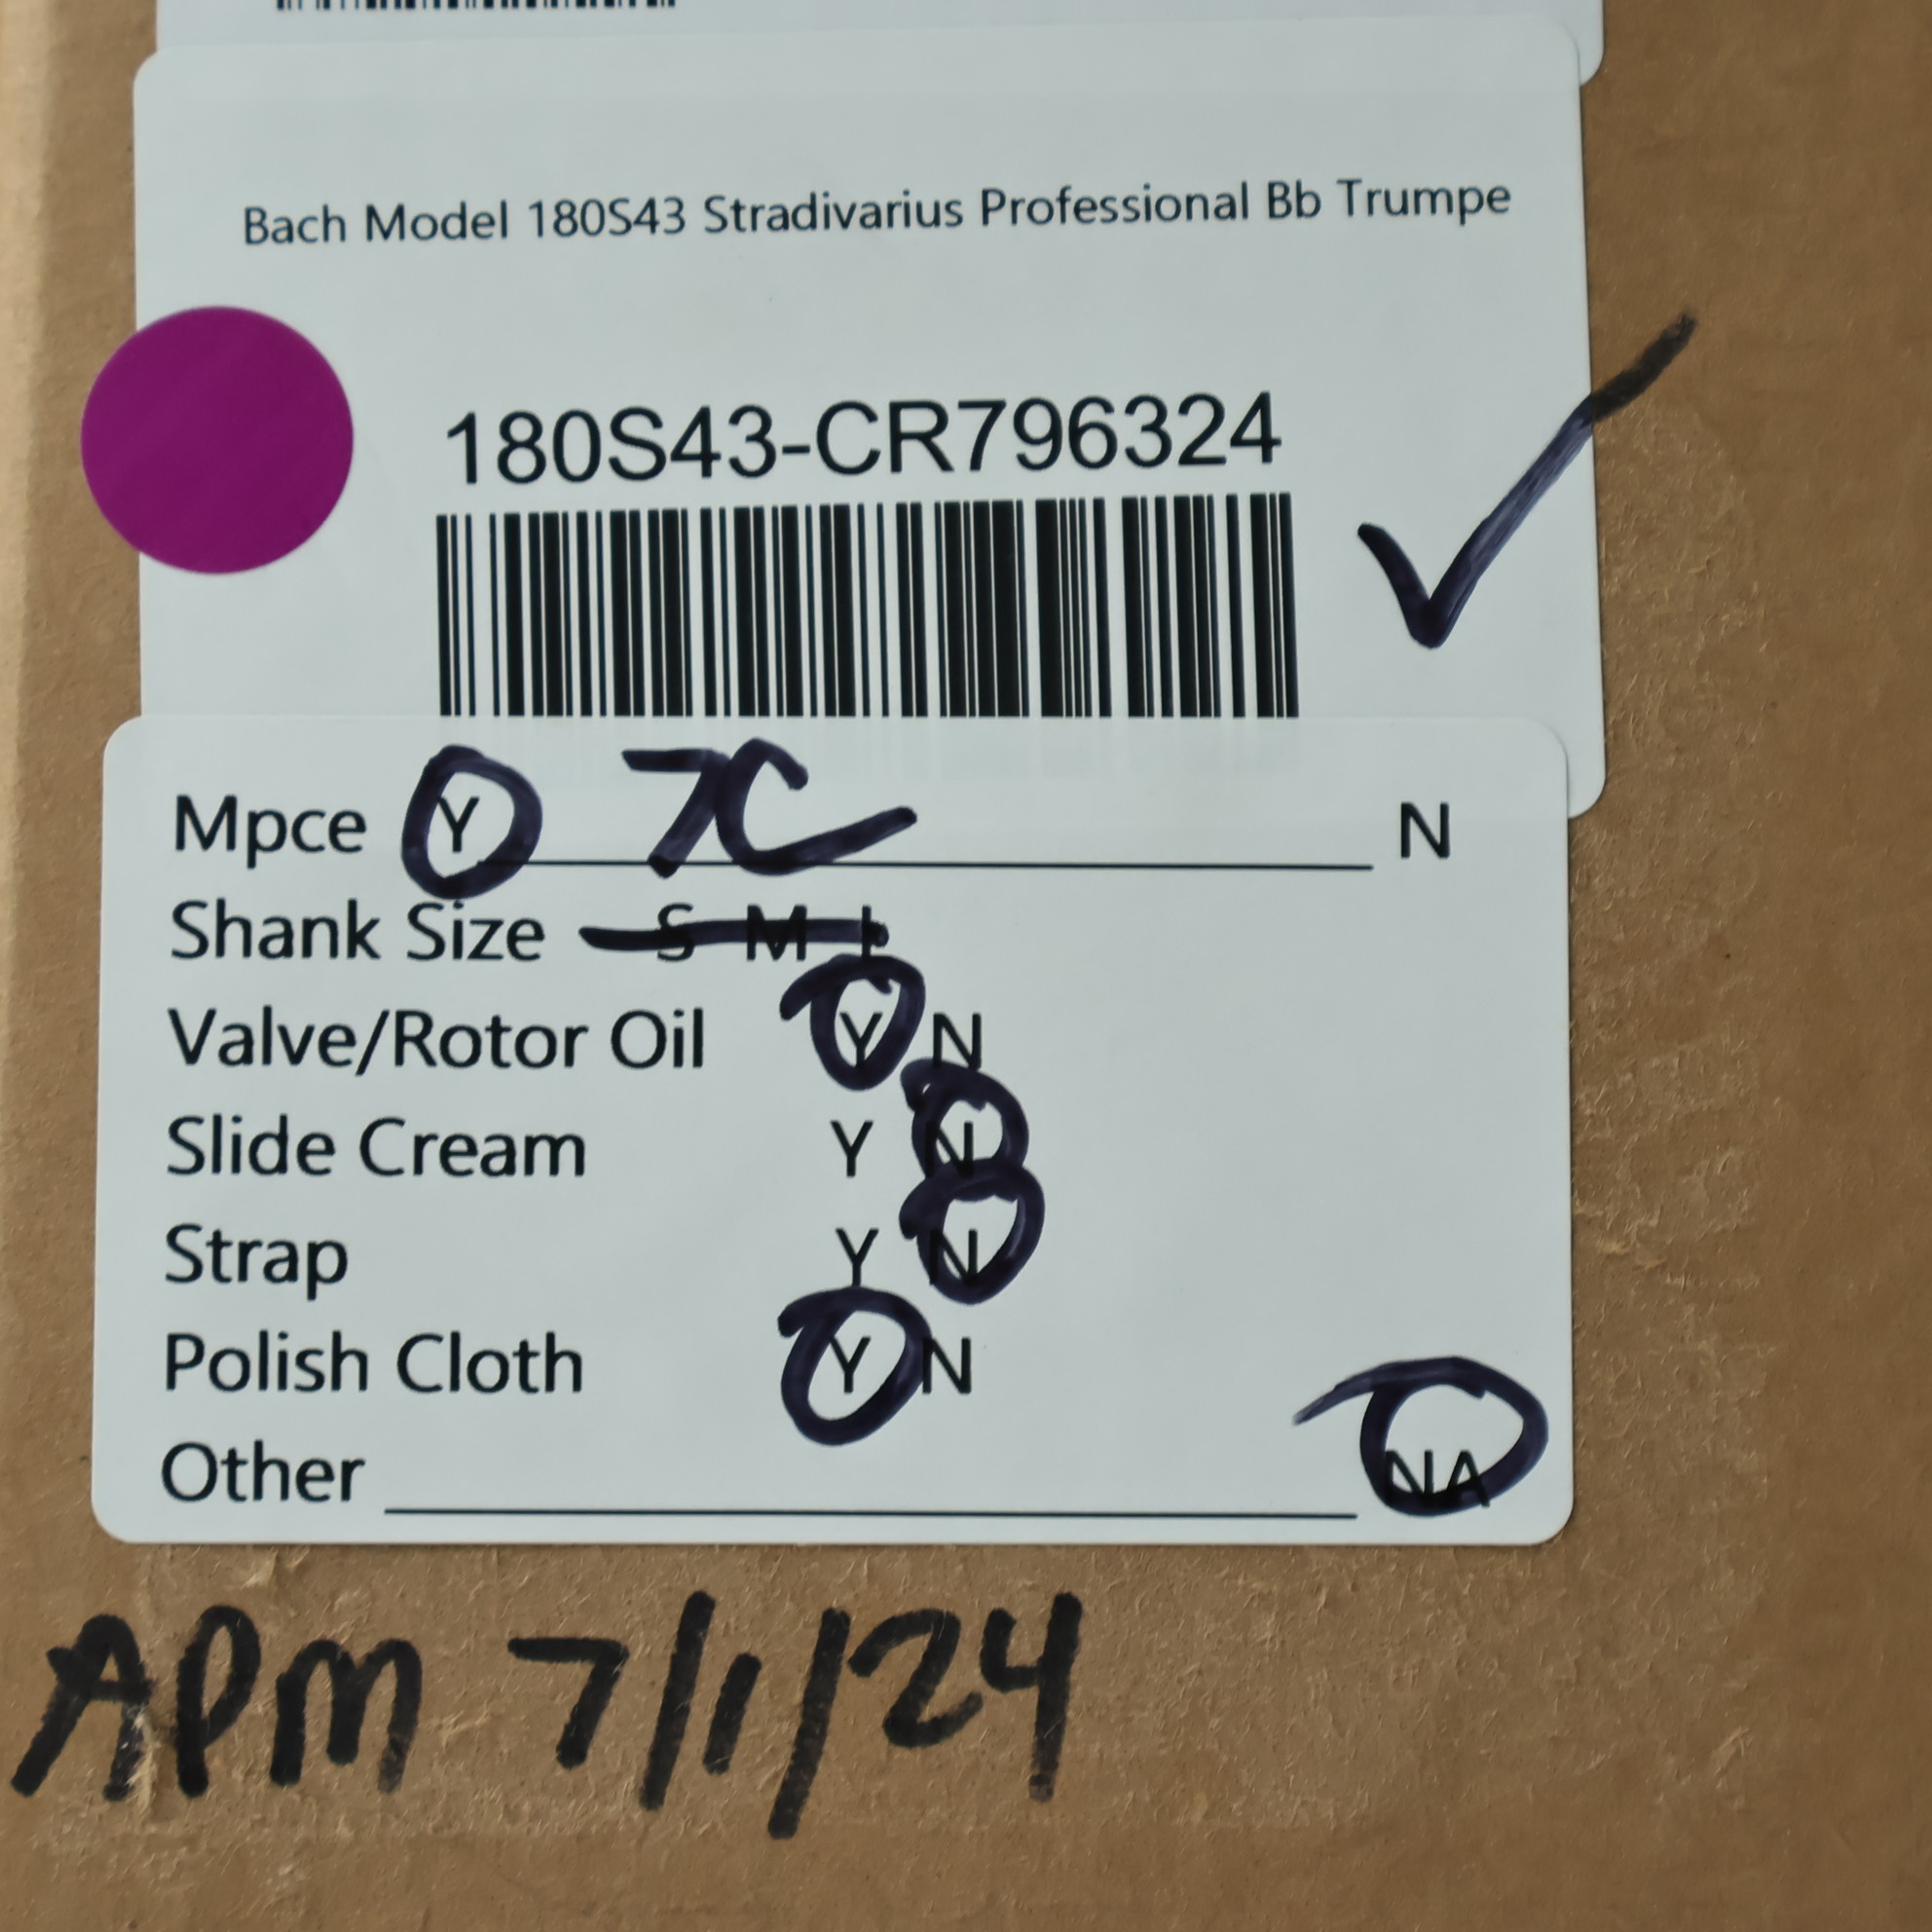 Bach Model 180S43 Stradivarius Professional Bb Trumpe
180S43-CR796324
Mpce Y 7C N
Shank Size S M L
Valve/Rotor Oil Y N
Slide Cream Y N
Strap Y N
Polish Cloth Y N
Other NA
APM 7/1/24